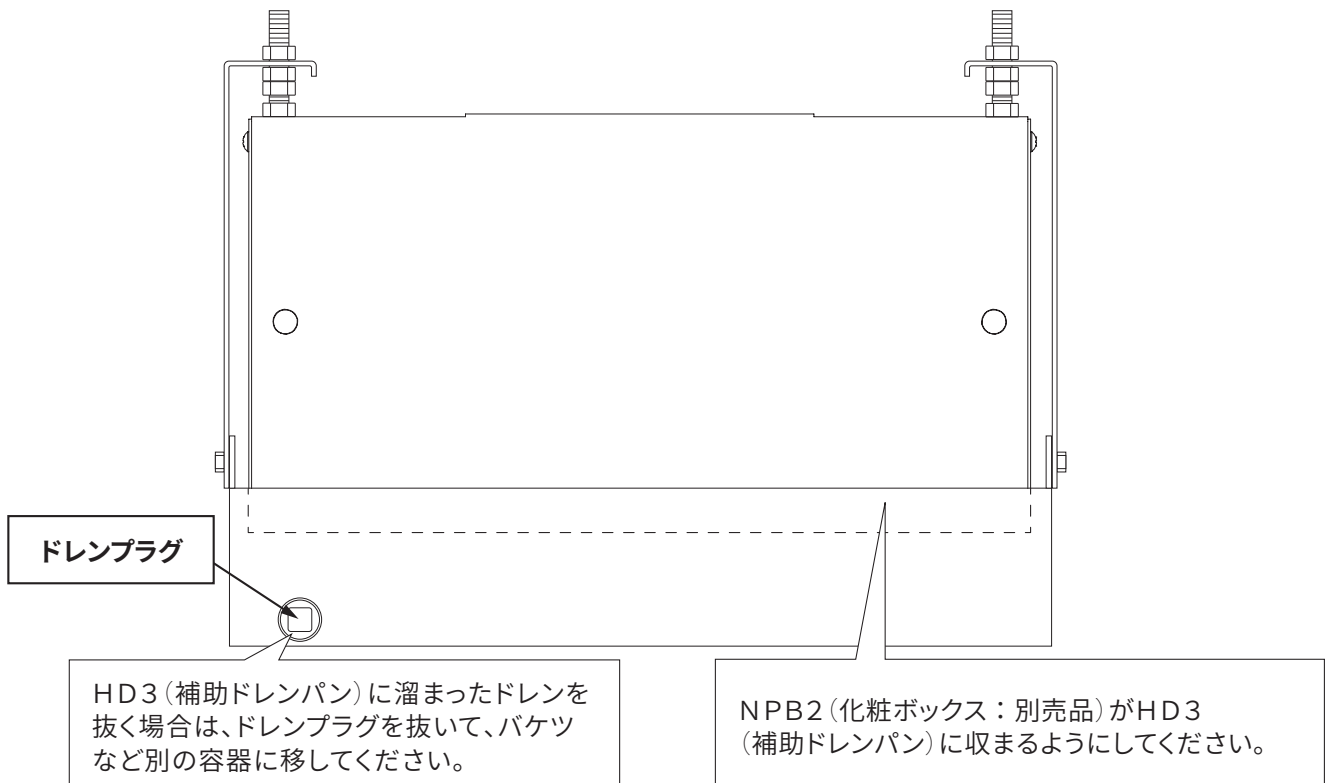 ドレンプラグ
ＨＤ３（補助ドレンパン）に溜まったドレンを
抜く場合は、ドレンプラグを抜いて、バケツ
など別の容器に移してください。
ＮＰＢ２（化粧ボックス：別売品）がＨＤ３
（補助ドレンパン）に収まるようにしてください。